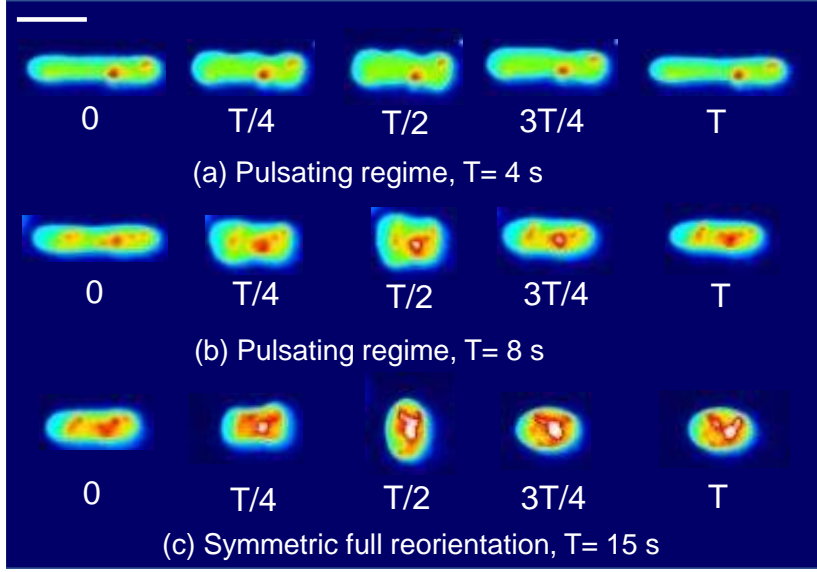 0 T/4 T/2 3T/4 T
(a) Pulsating regime, T= 4 s
0 T/4 T/2 3T/4 T
(b) Pulsating regime, T= 8 s
0 T/4 T/2 3T/4 T
(c) Symmetric full reorientation, T= 15 s